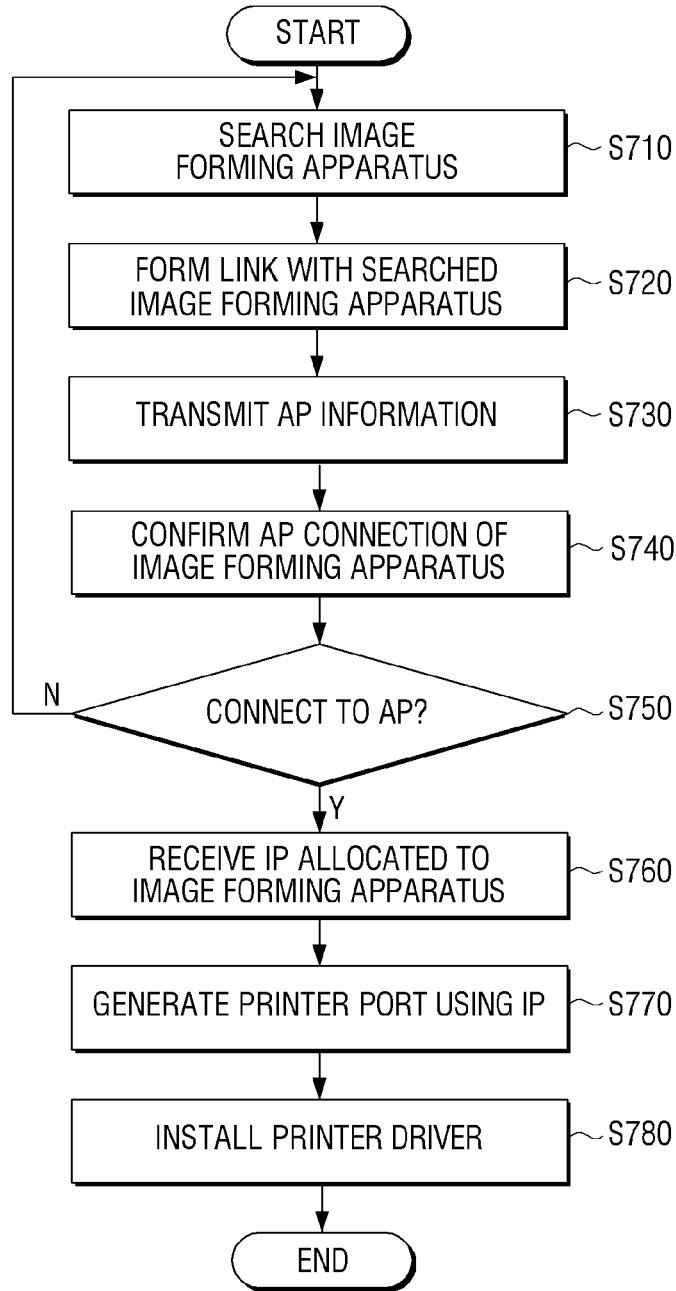 START
SEARCH IMAGE
FORMING APPARATUS
S710
FORM LINK WITH SEARCHED
IMAGE FORMING APPARATUS
S720
TRANSMIT AP INFORMATION
S730
CONFIRM AP CONNECTION OF
IMAGE FORMING APPARATUS
S740
N
CONNECT TO AP?
S750
Y
RECEIVE IP ALLOCATED TO
IMAGE FORMING APPARATUS
S760
GENERATE PRINTER PORT USING IP
S770
INSTALL PRINTER DRIVER
S780
END